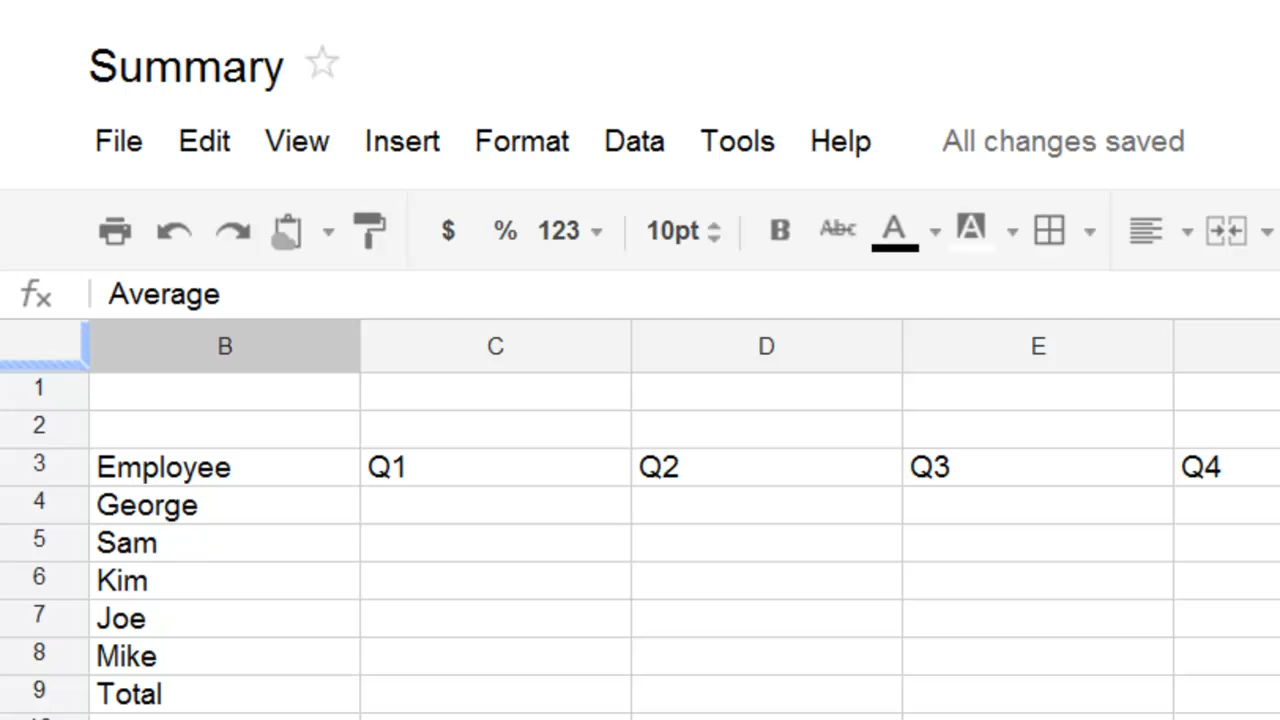 Summary
File Edit View Insert Format Data Tools Help All changes saved
$ % 123 10pt B Abc A A
fx Average
B C D E
1
2
3 Employee Q1 Q2 Q3 Q4
4 George
5 Sam
6 Kim
7 Joe
8 Mike
9 Total